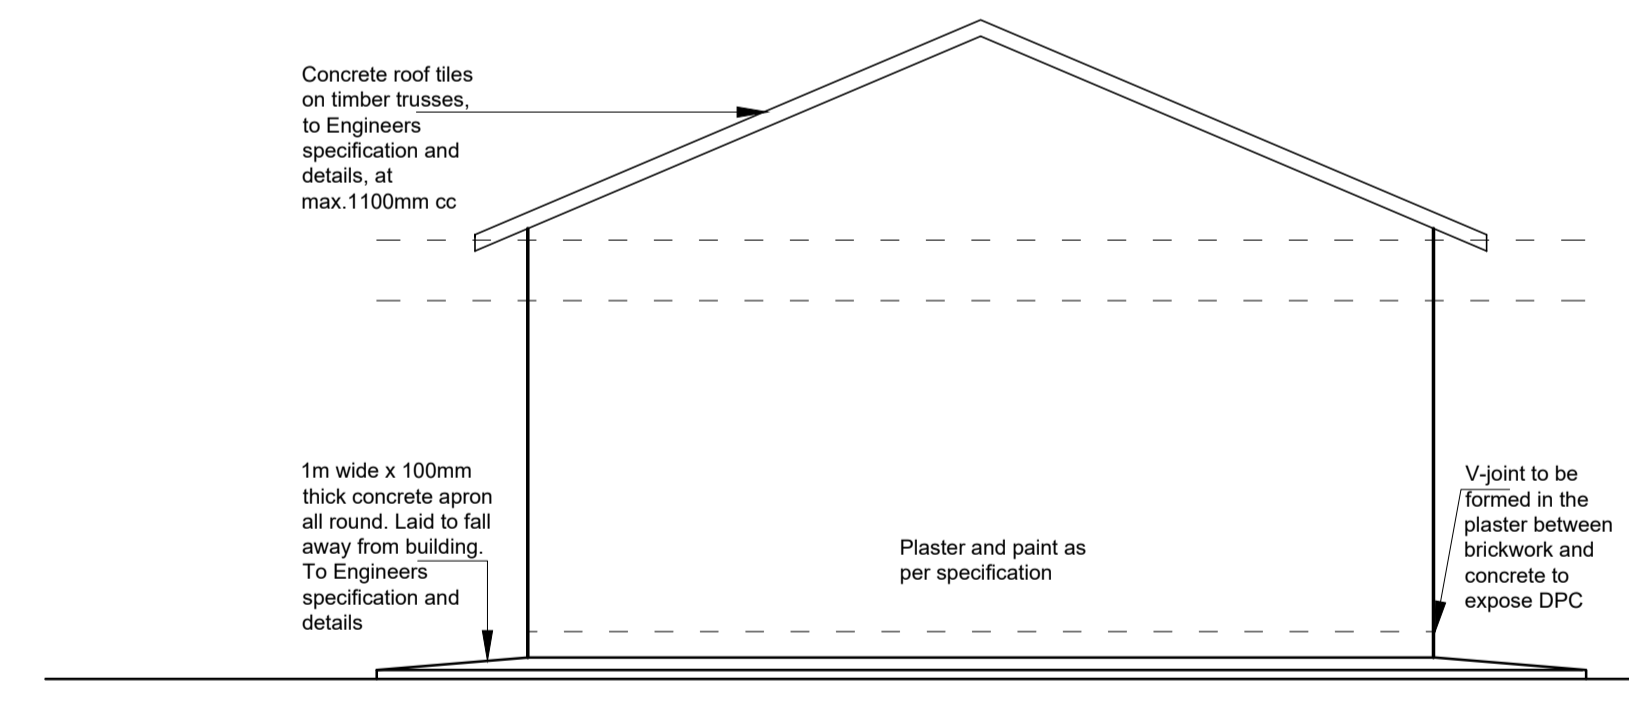 Concrete roof tiles
on timber trusses,
to Engineers
specification and
details, at
max.1100mm cc
1m wide x 100mm
thick concrete apron
all round. Laid to fall
away from building.
To Engineers
specification and
details
Plaster and paint as
per specification
V-joint to be
formed in the
plaster between
brickwork and
concrete to
expose DPC